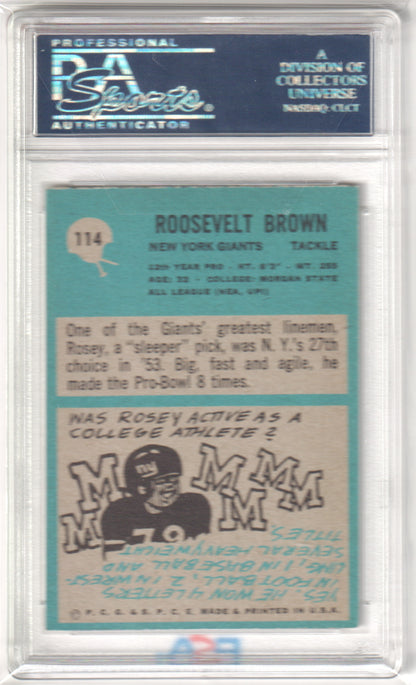 PROFESSIONAL
PSA
Sports®
AUTHENTICATOR
A
DIVISION OF
COLLECTORS
UNIVERSE
NASDAQ: CLCT
114
ROOSEVELT BROWN
NEW YORK GIANTS TACKLE
12th YEAR PRO - HT. 6'3" - WT. 255
AGE: 32 - COLLEGE: MORGAN STATE
ALL LEAGUE (NEA, UPI)
One of the Giants' greatest linemen,
Rosey, a "sleeper" pick, was N. Y.'s 27th
choice in '53. Big, fast and agile, he
made the Pro-Bowl 8 times.
WAS ROSEY ACTIVE AS A
COLLEGE ATHLETE?
M
M
M
M
M
M
M
M
NY
79
YES. HE WON 4 LETTERS
IN FOOTBALL, 2 IN WREST-
LING, 1 IN BASEBALL AND
SEVERAL HEAVYWEIGHT
TITLES.
© P. C. G. & S. P. C. E. MADE & PRINTED IN U.S.A.
PSA